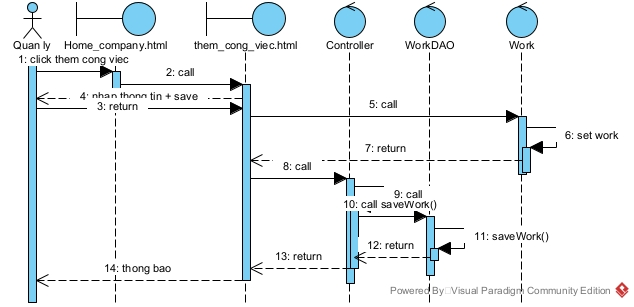 Quan ly
Home_company.html
them_cong_viec.html
Controller
WorkDAO
Work
1: click them cong viec
2: call
4: nhap thong tin + save
3: return
5: call
6: set work
7: return
8: call
9: call
10: call saveWork()
11: saveWork()
12: return
13: return
14: thong bao
Powered By Visual Paradigm Community Edition